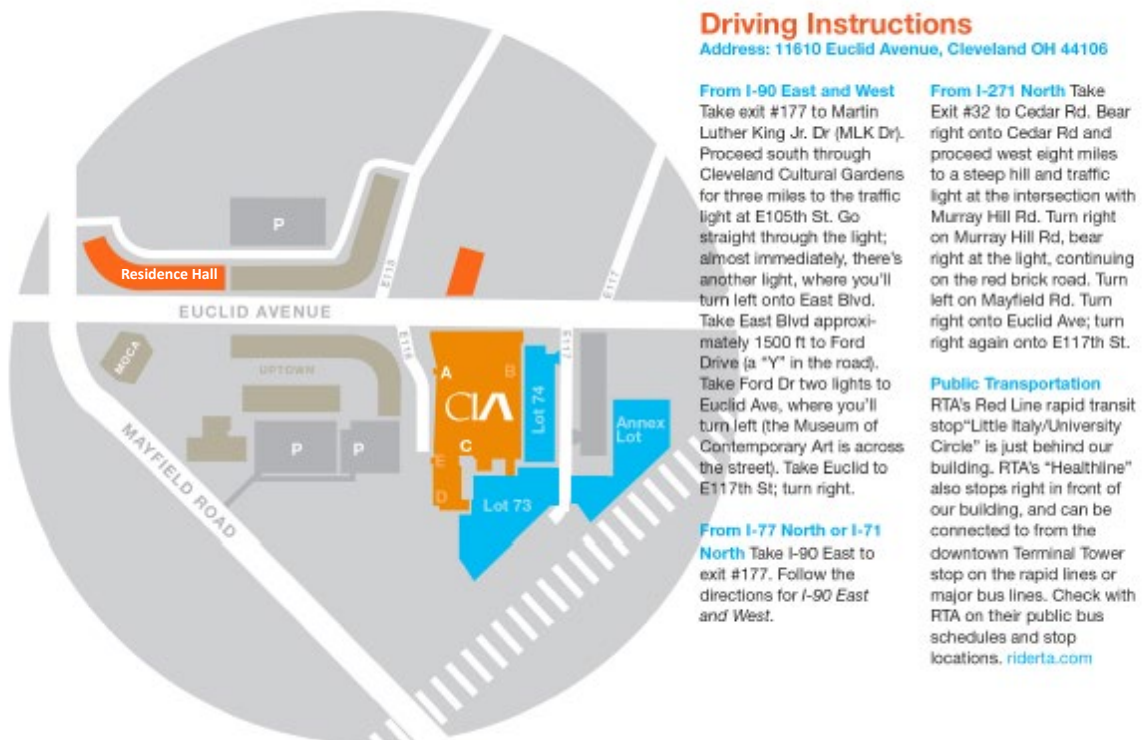 Driving Instructions
Address: 11610 Euclid Avenue, Cleveland OH 44106
From I-90 East and West
Take exit #177 to Martin
Luther King Jr. Dr (MLK Dr).
Proceed south through
Cleveland Cultural Gardens
for three miles to the traffic
light at E105th St. Go
straight through the light;
almost immediately, there's
another light, where you'll
turn left onto East Blvd.
Take East Blvd approxi-
mately 1500 ft to Ford
Drive (a "Y" in the road).
Take Ford Dr two lights to
Euclid Ave, where you'll
turn left (the Museum of
Contemporary Art is across
the street). Take Euclid to
E117th St; turn right.
From I-77 North or I-71
North Take I-90 East to
exit #177. Follow the
directions for I-90 East
and West.
From I-271 North Take
Exit #32 to Cedar Rd. Bear
right onto Cedar Rd and
proceed west eight miles
to a steep hill and traffic
light at the intersection with
Murray Hill Rd. Turn right
on Murray Hill Rd, bear
right at the light, continuing
on the red brick road. Turn
left on Mayfield Rd. Turn
right onto Euclid Ave; turn
right again onto E117th St.
Public Transportation
RTA's Red Line rapid transit
stop"Little Italy/University
Circle" is just behind our
building. RTA's "Healthline"
also stops right in front of
our building, and can be
connected to from the
downtown Terminal Tower
stop on the rapid lines or
major bus lines. Check with
RTA on their public bus
schedules and stop
locations. riderta.com
P
Residence Hall
E115
E117
EUCLID AVENUE
MOCA
UPTOWN
E116
E117
A
B
CIA
Lot 74
C
Annex
Lot
P
P
E
D
Lot 73
MAYFIELD ROAD